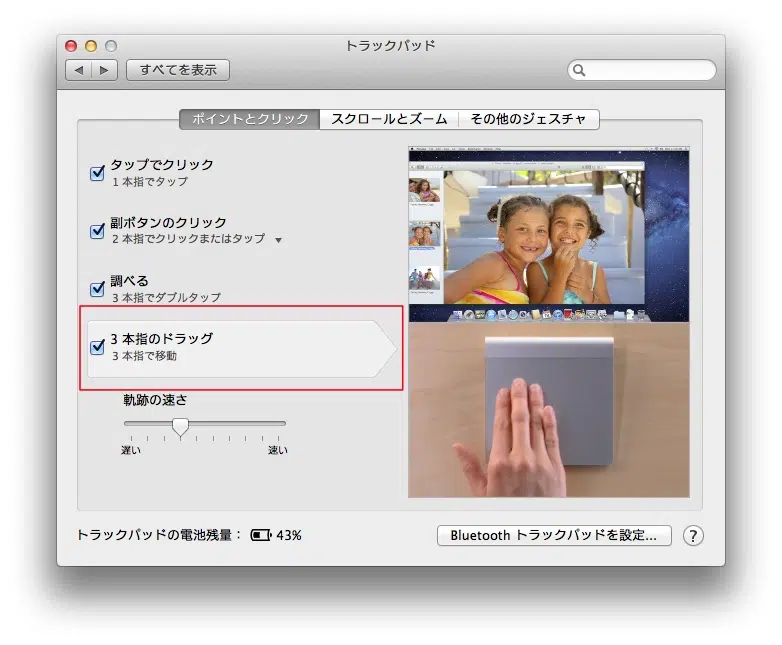 トラックパッド
すべてを表示
ポイントとクリック
スクロールとズーム
その他のジェスチャ
タップでクリック
1 本指でタップ
副ボタンのクリック
2 本指でクリックまたはタップ
調べる
3 本指でダブルタップ
3 本指のドラッグ
3 本指で移動
軌跡の速さ
遅い
速い
トラックパッドの電池残量： 43%
Bluetooth トラックパッドを設定...
?